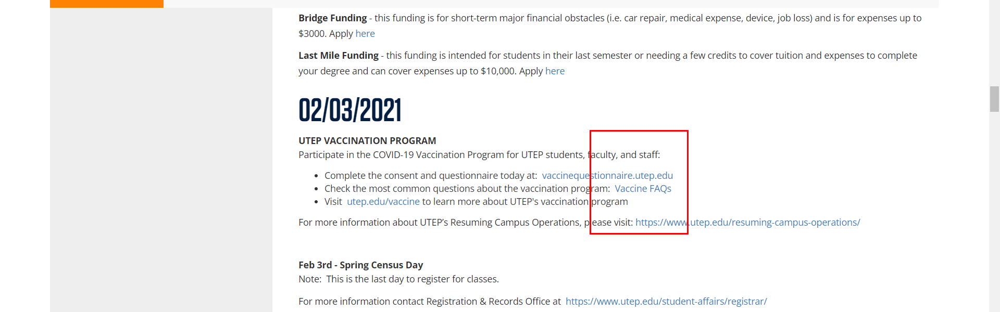 Bridge Funding - this funding is for short-term major financial obstacles (i.e. car repair, medical expense, device, job loss) and is for expenses up to
$3000. Apply here
Last Mile Funding - this funding is intended for students in their last semester or needing a few credits to cover tuition and expenses to complete
your degree and can cover expenses up to $10,000. Apply here
02/03/2021
UTEP VACCINATION PROGRAM
Participate in the COVID-19 Vaccination Program for UTEP students, faculty, and staff:
• Complete the consent and questionnaire today at:  vaccinequestionnaire.utep.edu
• Check the most common questions about the vaccination program:  Vaccine FAQs
• Visit  utep.edu/vaccine to learn more about UTEP's vaccination program
For more information about UTEP’s Resuming Campus Operations, please visit: https://www.utep.edu/resuming-campus-operations/
Feb 3rd - Spring Census Day
Note:  This is the last day to register for classes.
For more information contact Registration & Records Office at  https://www.utep.edu/student-affairs/registrar/